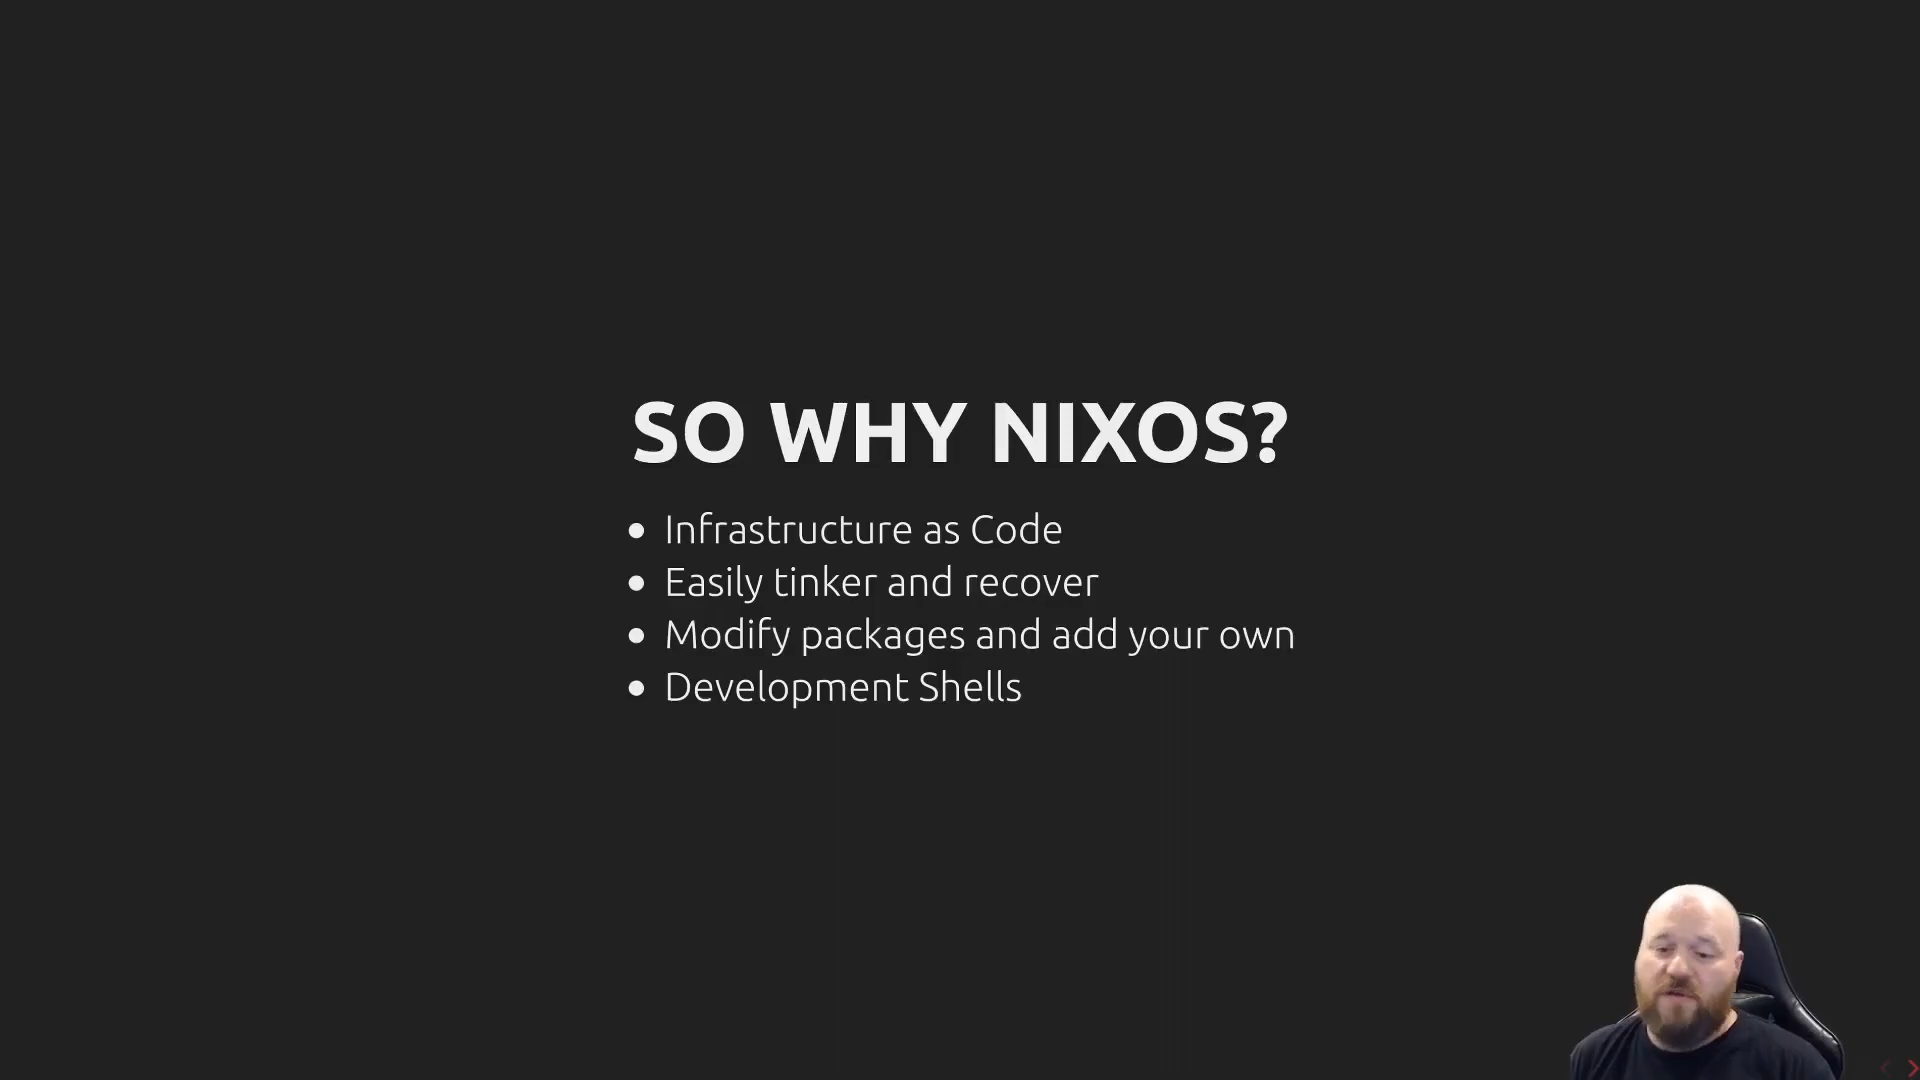 SO WHY NIXOS?
Infrastructure as Code
Easily tinker and recover
Modify packages and add your own
Development Shells